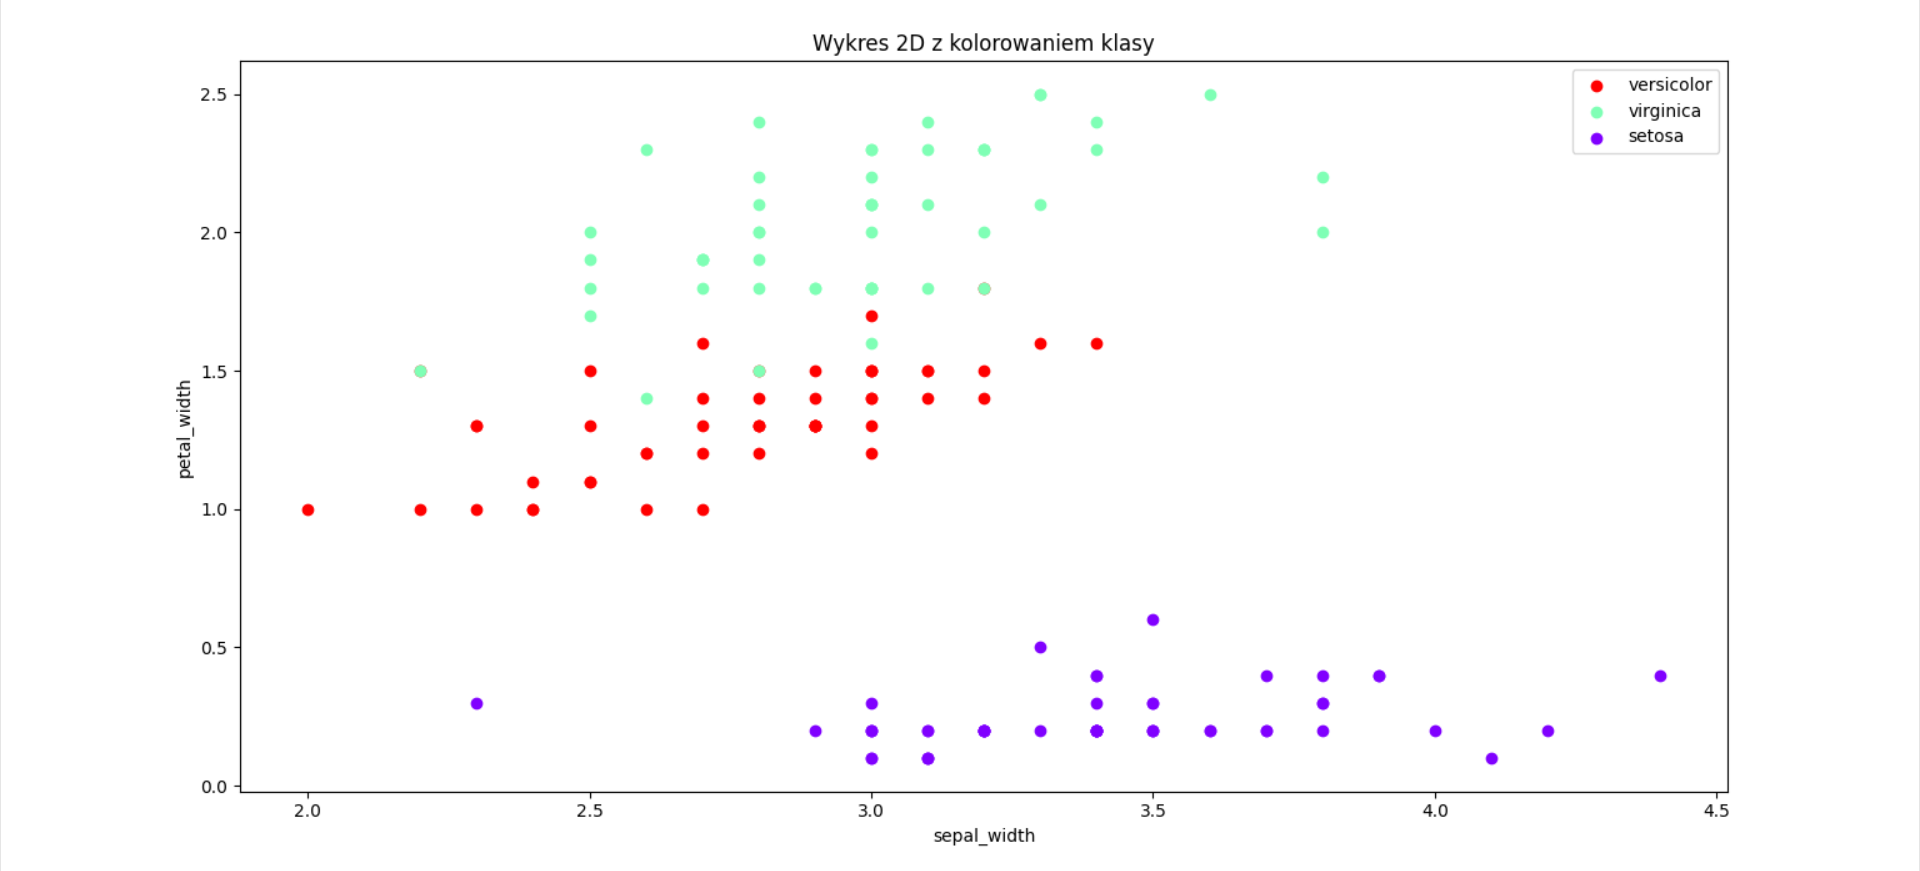 Wykres 2D z kolorowaniem klasy
versicolor
virginica
setosa
petal_width
2.5
2.0
1.5
1.0
0.5
0.0
2.0 2.5 3.0 3.5 4.0 4.5
sepal_width